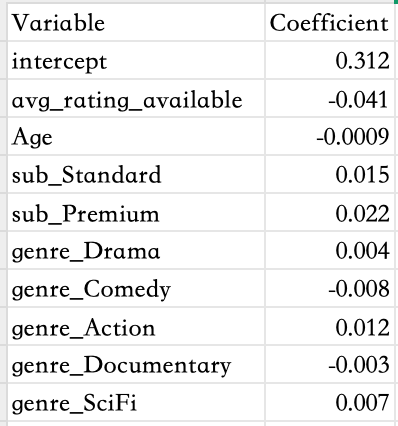 Variable Coefficient
intercept 0.312
avg_rating_available -0.041
Age -0.0009
sub_Standard 0.015
sub_Premium 0.022
genre_Drama 0.004
genre_Comedy -0.008
genre_Action 0.012
genre_Documentary -0.003
genre_SciFi 0.007